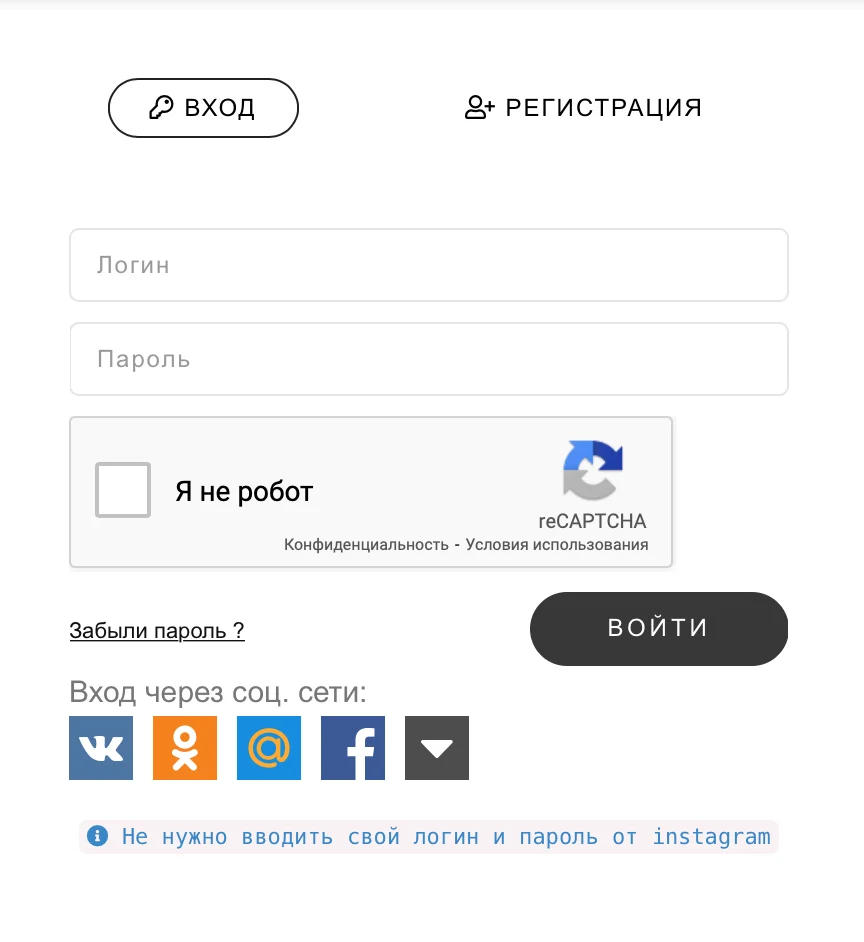 ВХОД
РЕГИСТРАЦИЯ
Логин
Пароль
Я не робот
reCAPTCHA
Конфиденциальность - Условия использования
Забыли пароль ?
ВОЙТИ
Вход через соц. сети:
Не нужно вводить свой логин и пароль от instagram